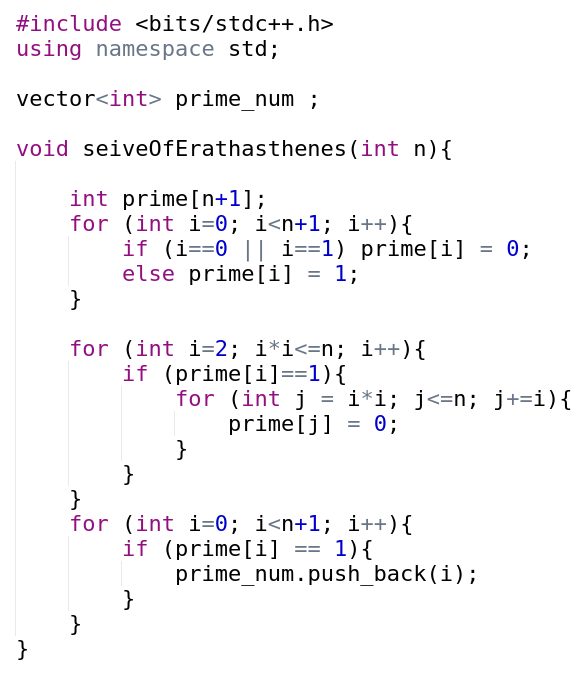 #include <bits/stdc++.h>
using namespace std;

vector<int> prime_num ;

void seiveOfErathasthenes(int n){

    int prime[n+1];
    for (int i=0; i<n+1; i++){
        if (i==0 || i==1) prime[i] = 0;
        else prime[i] = 1;
    }

    for (int i=2; i*i<=n; i++){
        if (prime[i]==1){
            for (int j = i*i; j<=n; j+=i){
                prime[j] = 0;
            }
        }
    }
    for (int i=0; i<n+1; i++){
        if (prime[i] == 1){
            prime_num.push_back(i);
        }
    }
}